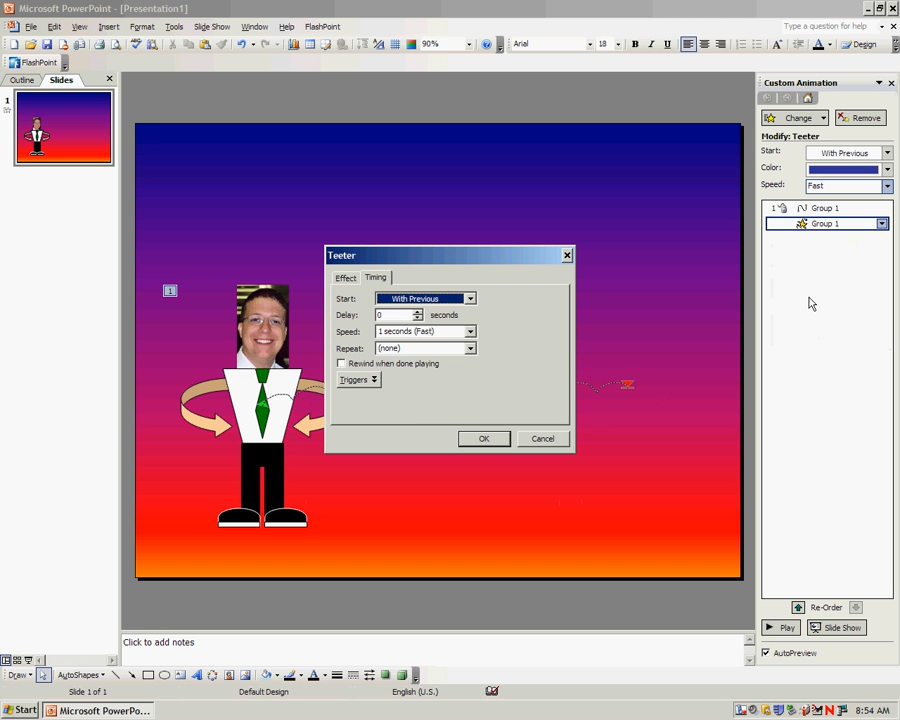 Microsoft PowerPoint - [Presentation1]
File Edit View Insert Format Tools Slide Show Window Help FlashPoint
Type a question for help
90% Arial 18 B I U Design
FlashPoint
Outline Slides
1
Custom Animation
Change Remove
Modify: Teeter
Start: With Previous
Color:
Speed: Fast
1 Group 1
Group 1
1
Teeter
Effect Timing
Start: With Previous
Delay: 0 seconds
Speed: 1 seconds (Fast)
Repeat: (none)
Rewind when done playing
Triggers
OK Cancel
Re-Order
Play Slide Show
AutoPreview
Click to add notes
Draw AutoShapes
Slide 1 of 1 Default Design English (U.S.)
Start Microsoft PowerPo... 8:54 AM